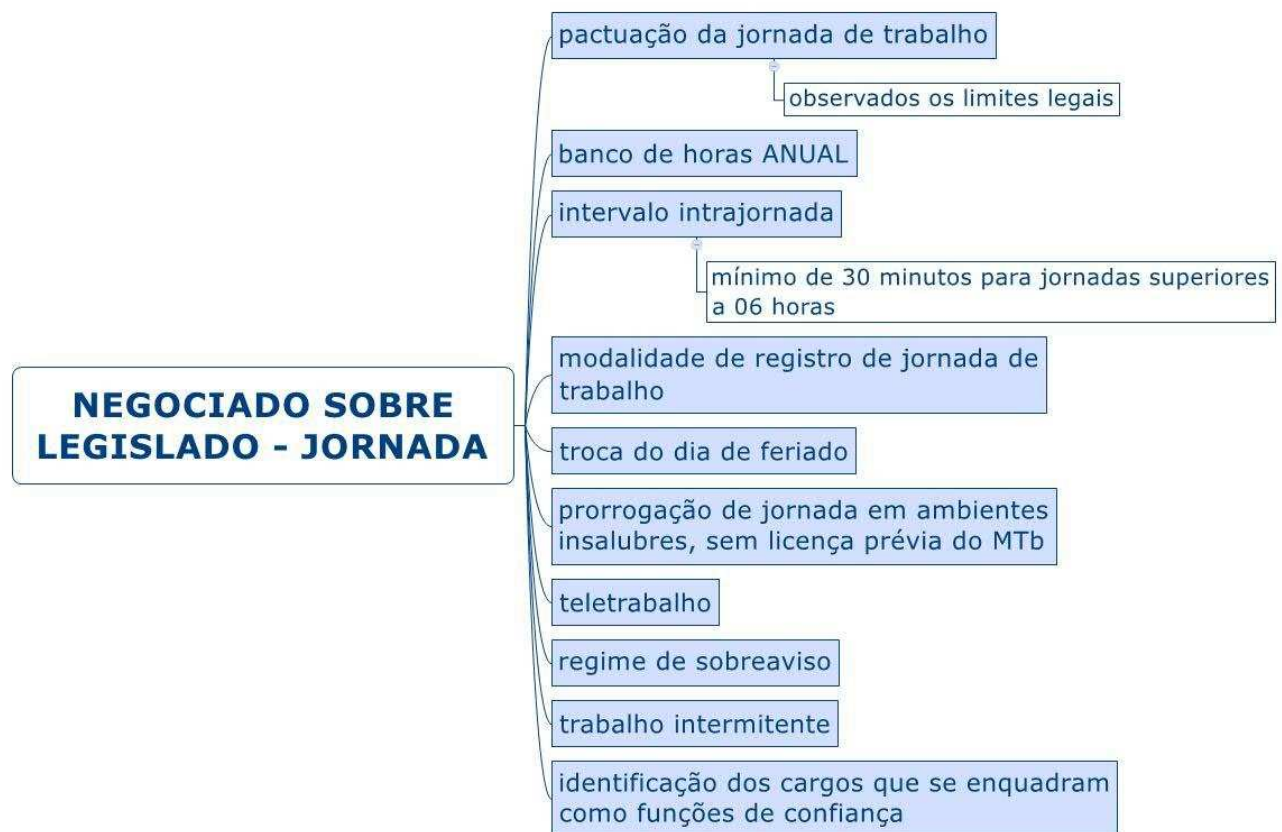 pactuação da jornada de trabalho
observados os limites legais
banco de horas ANUAL
intervalo intrajornada
mínimo de 30 minutos para jornadas superiores
a 06 horas
modalidade de registro de jornada de
trabalho
NEGOCIADO SOBRE
LEGISLADO - JORNADA
troca do dia de feriado
prorrogação de jornada em ambientes
insalubres, sem licença prévia do MTb
teletrabalho
regime de sobreaviso
trabalho intermitente
identificação dos cargos que se enquadram
como funções de confiança